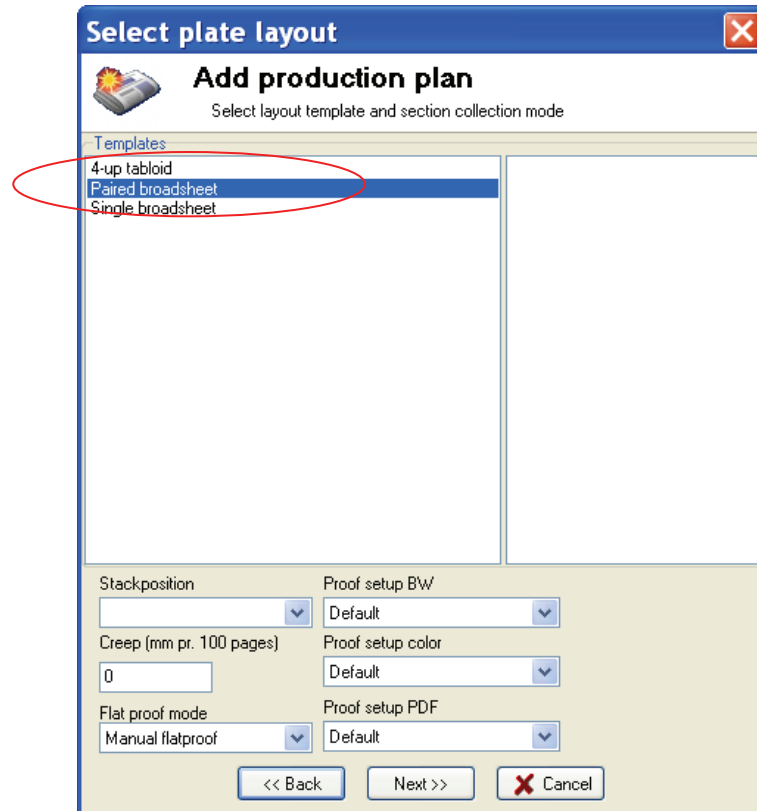 Select plate layout
Add production plan
Select layout template and section collection mode
Templates
4-up tabloid
Paired broadsheet
Single broadsheet
Stackposition
Proof setup BW
Default
Creep (mm pr. 100 pages)
Proof setup color
0
Default
Flat proof mode
Proof setup PDF
Manual flatproof
Default
<< Back
Next >>
Cancel